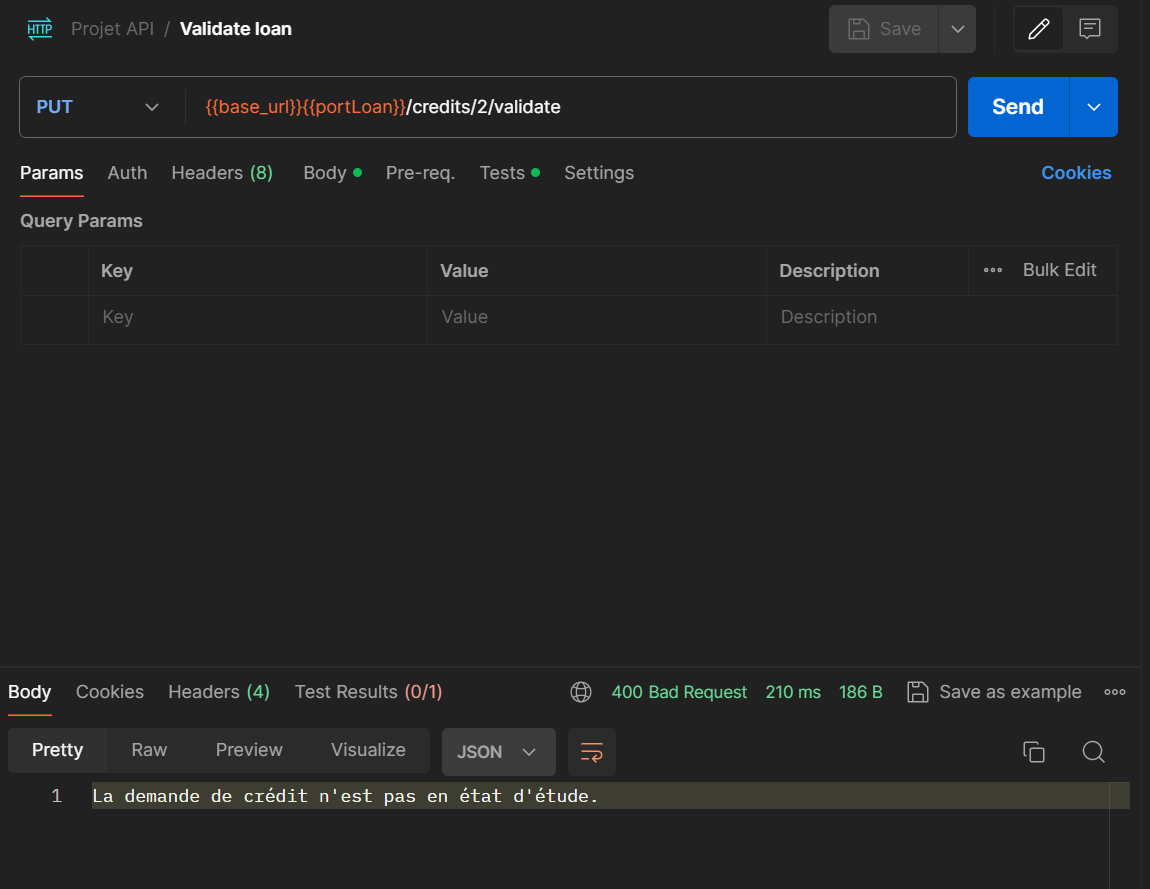 HTTP Projet API / Validate loan Save
PUT {{base_url}}{{portLoan}}/credits/2/validate Send
Params Auth Headers (8) Body Pre-req. Tests Settings Cookies
Query Params
Key Value Description Bulk Edit
Key Value Description
Body Cookies Headers (4) Test Results (0/1) 400 Bad Request 210 ms 186 B Save as example
Pretty Raw Preview Visualize JSON
1 La demande de crédit n'est pas en état d'étude.